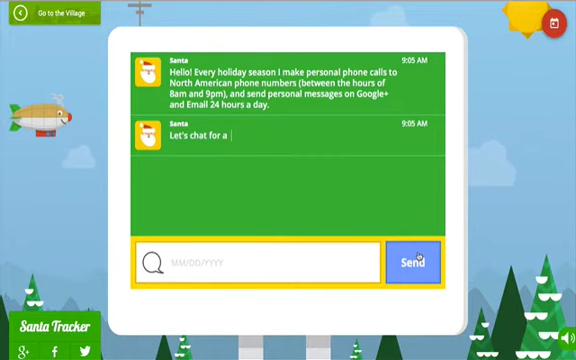 Go to the Village
Santa
9:05 AM
Hello! Every holiday season I make personal phone calls to
North American phone numbers (between the hours of
8am and 9pm), and send personal messages on Google+
and Email 24 hours a day.
Santa
9:05 AM
Let's chat for a
MM/DD/YYYY
Send
Santa Tracker
g+
f